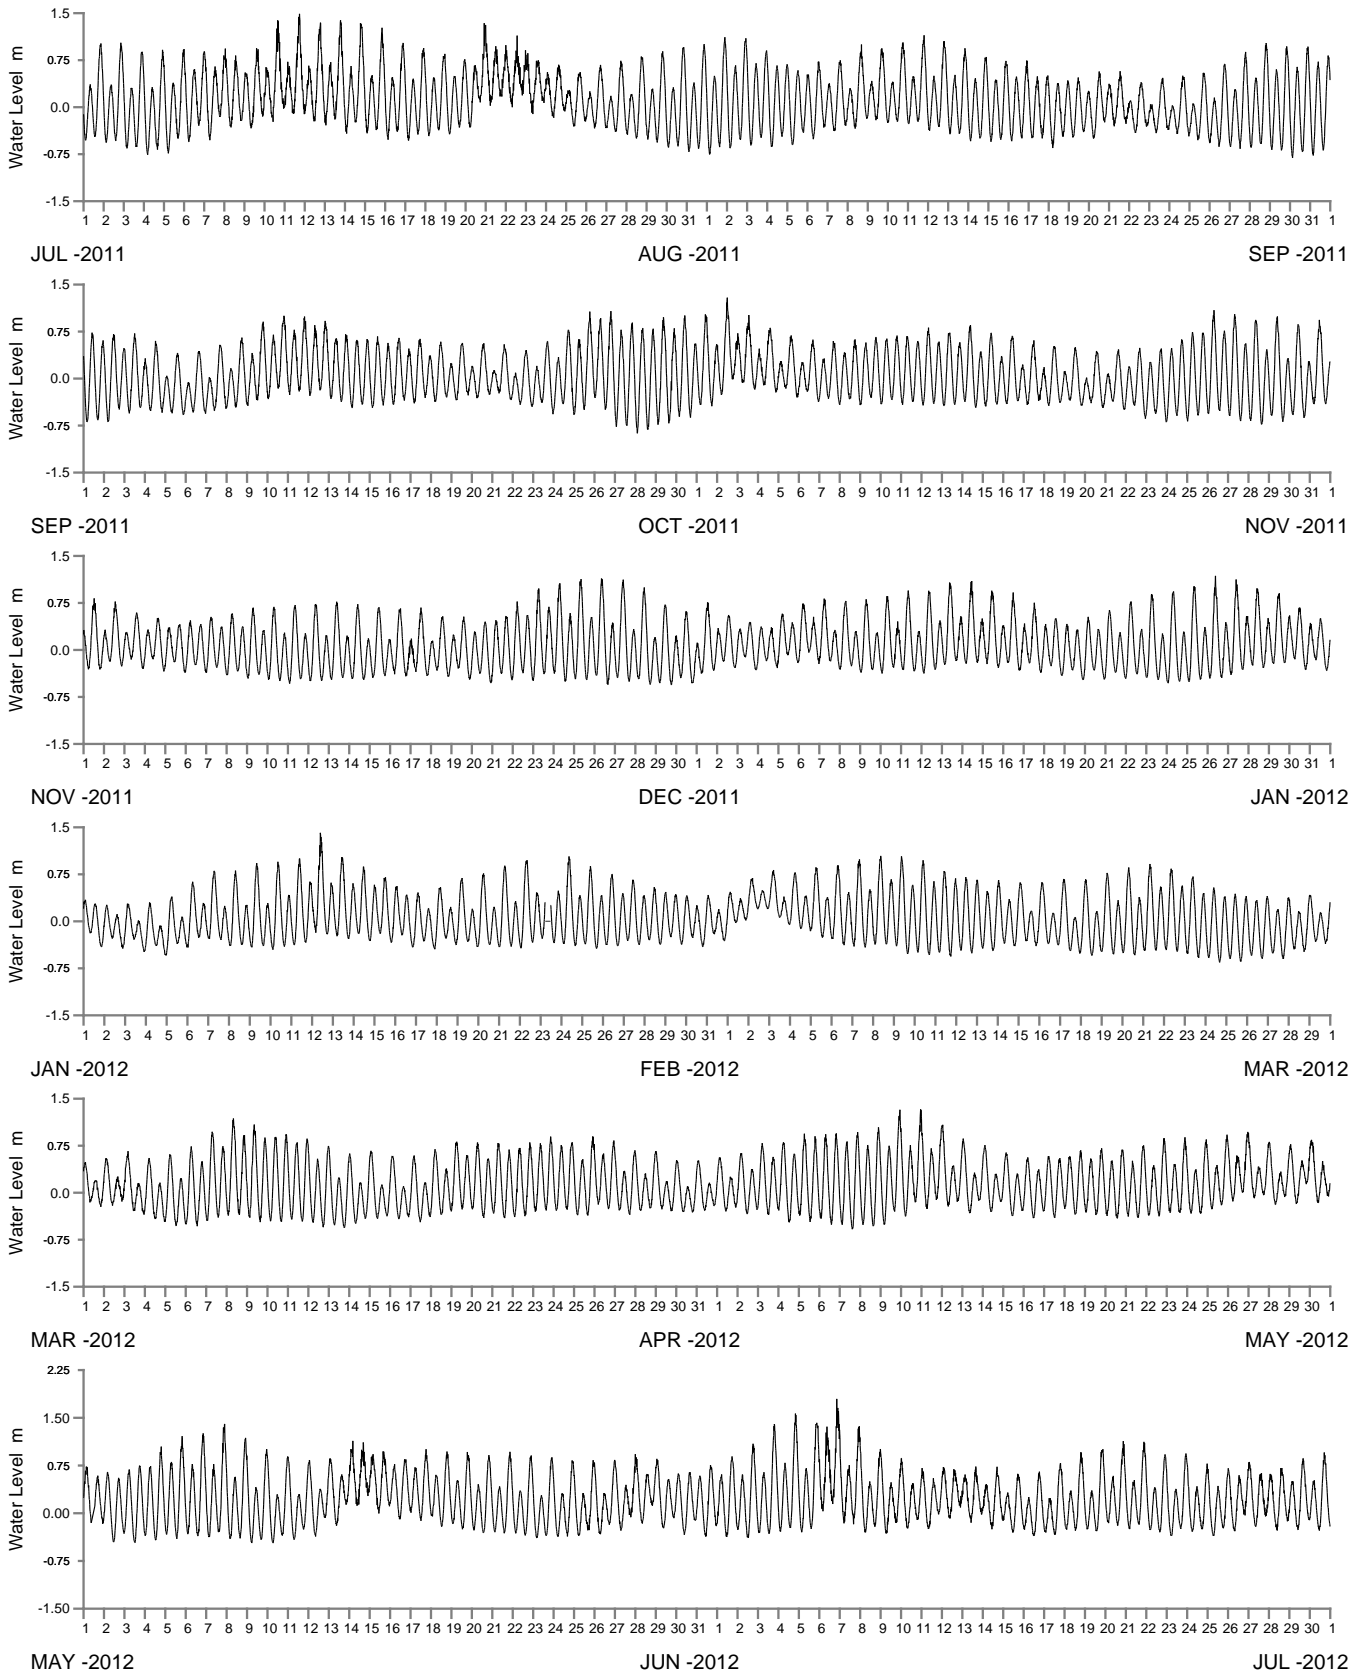 Water Level m
1.5
0.75
0.0
-0.75
-1.5
1 2 3 4 5 6 7 8 9 10 11 12 13 14 15 16 17 18 19 20 21 22 23 24 25 26 27 28 29 30 31 1 2 3 4 5 6 7 8 9 10 11 12 13 14 15 16 17 18 19 20 21 22 23 24 25 26 27 28 29 30 31 1
JUL -2011 AUG -2011 SEP -2011
Water Level m
1.5
0.75
0.0
-0.75
-1.5
1 2 3 4 5 6 7 8 9 10 11 12 13 14 15 16 17 18 19 20 21 22 23 24 25 26 27 28 29 30 1 2 3 4 5 6 7 8 9 10 11 12 13 14 15 16 17 18 19 20 21 22 23 24 25 26 27 28 29 30 31 1
SEP -2011 OCT -2011 NOV -2011
Water Level m
1.5
0.75
0.0
-0.75
-1.5
1 2 3 4 5 6 7 8 9 10 11 12 13 14 15 16 17 18 19 20 21 22 23 24 25 26 27 28 29 30 1 2 3 4 5 6 7 8 9 10 11 12 13 14 15 16 17 18 19 20 21 22 23 24 25 26 27 28 29 30 31 1
NOV -2011 DEC -2011 JAN -2012
Water Level m
1.5
0.75
0.0
-0.75
-1.5
1 2 3 4 5 6 7 8 9 10 11 12 13 14 15 16 17 18 19 20 21 22 23 24 25 26 27 28 29 30 31 1 2 3 4 5 6 7 8 9 10 11 12 13 14 15 16 17 18 19 20 21 22 23 24 25 26 27 28 29 1
JAN -2012 FEB -2012 MAR -2012
Water Level m
1.5
0.75
0.0
-0.75
-1.5
1 2 3 4 5 6 7 8 9 10 11 12 13 14 15 16 17 18 19 20 21 22 23 24 25 26 27 28 29 30 31 1 2 3 4 5 6 7 8 9 10 11 12 13 14 15 16 17 18 19 20 21 22 23 24 25 26 27 28 29 30 1
MAR -2012 APR -2012 MAY -2012
Water Level m
2.25
1.50
0.75
0.00
-0.75
-1.50
1 2 3 4 5 6 7 8 9 10 11 12 13 14 15 16 17 18 19 20 21 22 23 24 25 26 27 28 29 30 31 1 2 3 4 5 6 7 8 9 10 11 12 13 14 15 16 17 18 19 20 21 22 23 24 25 26 27 28 29 30 1
MAY -2012 JUN -2012 JUL -2012